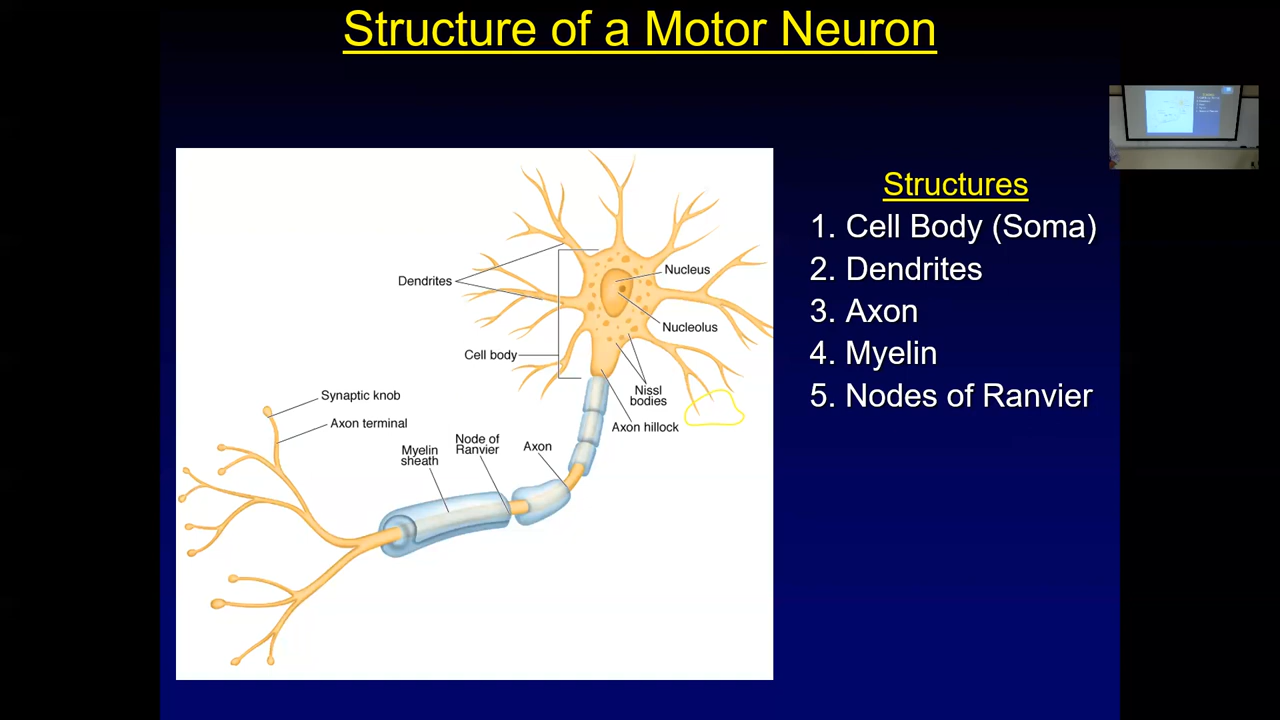 Structure of a Motor Neuron
Structures
1. Cell Body (Soma)
2. Dendrites
3. Axon
4. Myelin
5. Nodes of Ranvier
Dendrites
Nucleus
Nucleolus
Cell body
Nissl
bodies
Axon hillock
Synaptic knob
Axon terminal
Myelin
sheath
Node of
Ranvier
Axon